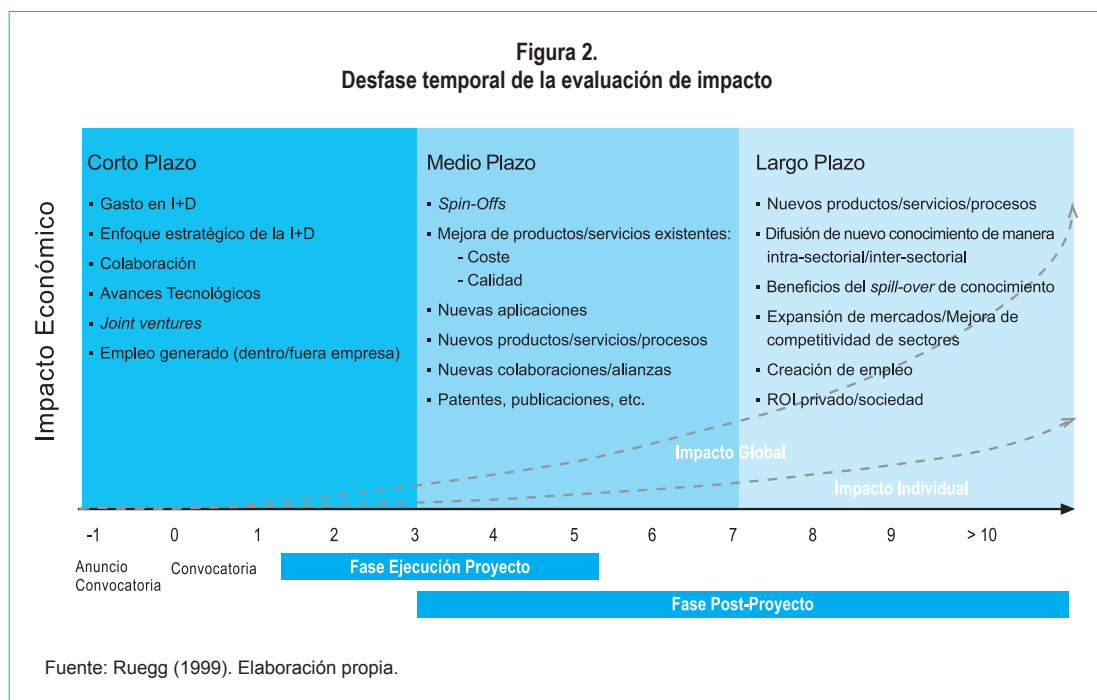 Figura 2.
Desfase temporal de la evaluación de impacto
Impacto Económico
Corto Plazo
▪ Gasto en I+D
▪ Enfoque estratégico de la I+D
▪ Colaboración
▪ Avances Tecnológicos
▪ Joint ventures
▪ Empleo generado (dentro/fuera empresa)
Medio Plazo
▪ Spin-Offs
▪ Mejora de productos/servicios existentes:
- Coste
- Calidad
▪ Nuevas aplicaciones
▪ Nuevos productos/servicios/procesos
▪ Nuevas colaboraciones/alianzas
▪ Patentes, publicaciones, etc.
Largo Plazo
▪ Nuevos productos/servicios/procesos
▪ Difusión de nuevo conocimiento de manera
intra-sectorial/inter-sectorial
▪ Beneficios del spill-over de conocimiento
▪ Expansión de mercados/Mejora de
competitividad de sectores
▪ Creación de empleo
▪ ROI privado/sociedad
Impacto Global
Impacto Individual
-1 0 1 2 3 4 5 6 7 8 9 > 10
Anuncio
Convocatoria
Convocatoria
Fase Ejecución Proyecto
Fase Post-Proyecto
Fuente: Ruegg (1999). Elaboración propia.